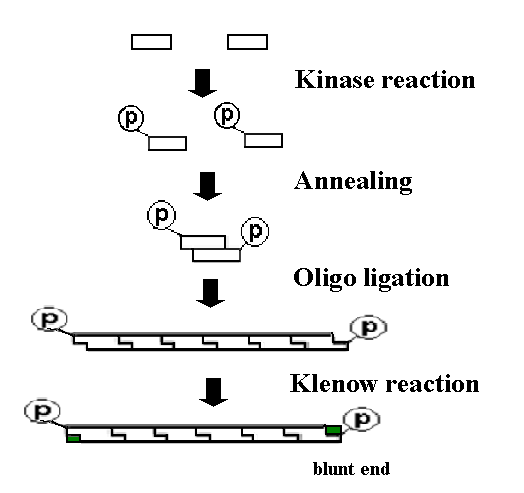 Kinase reaction
p p
Annealing
p
p
Oligo ligation
p p
Klenow reaction
p p
blunt end